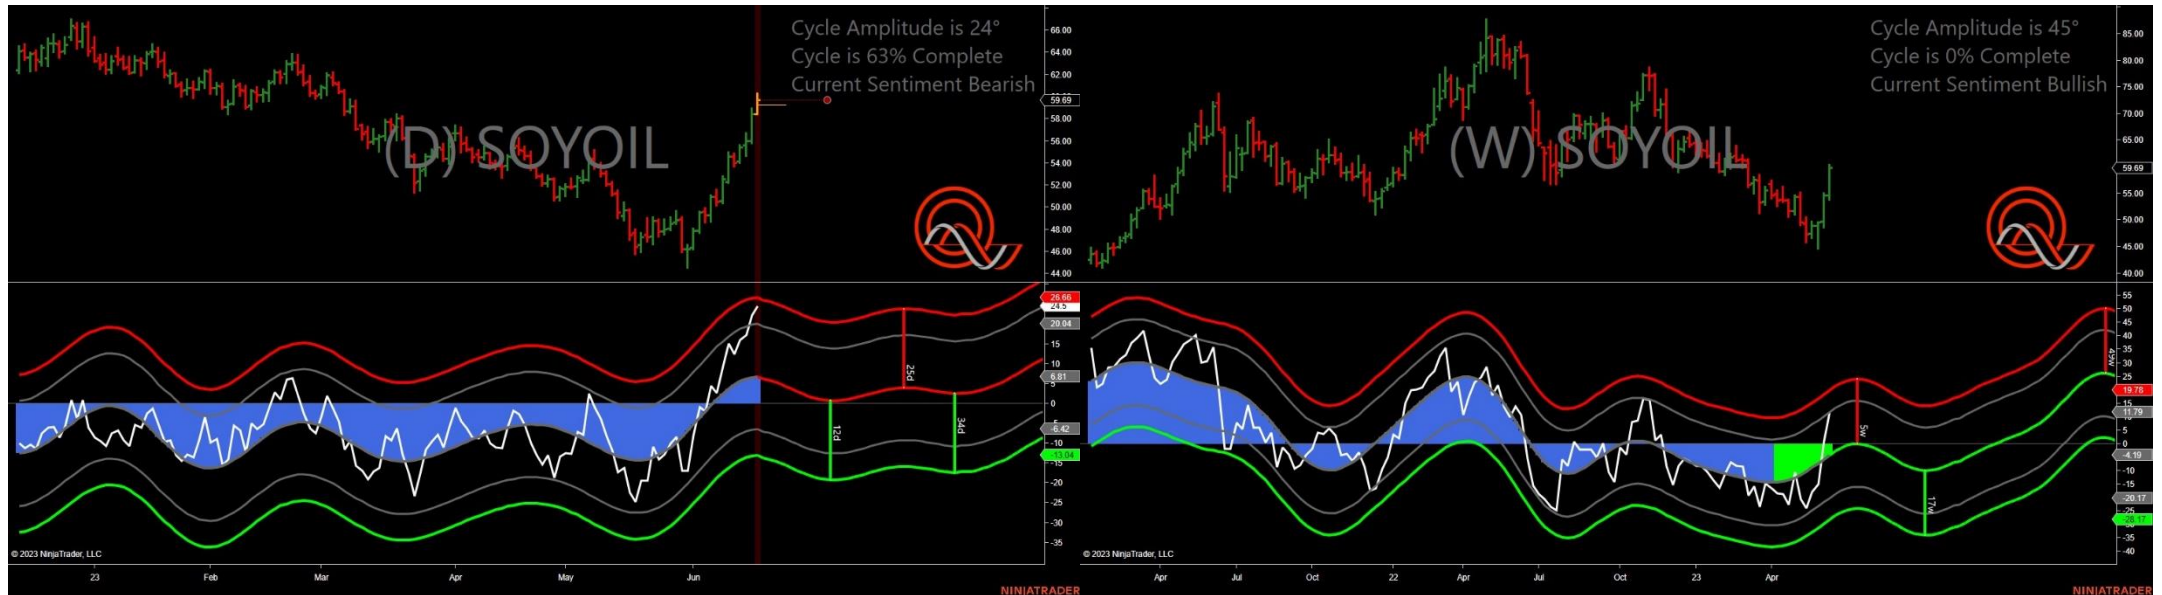 Cycle Amplitude is 24°
Cycle is 63% Complete
Current Sentiment Bearish
(D) SOYOIL
66.00
64.00
62.00
59.69
58.00
56.00
54.00
52.00
50.00
48.00
46.00
44.00
26.66
24.5
20.04
15
10
6.81
5
0
-6.42
-10
-13.04
-15
-20
-25
-30
-35
12d
25d
34d
© 2023 NinjaTrader, LLC
23
Feb
Mar
Apr
May
Jun
NINJATRADER
Cycle Amplitude is 45°
Cycle is 0% Complete
Current Sentiment Bullish
(W) SOYOIL
85.00
80.00
75.00
70.00
65.00
59.69
55.00
50.00
45.00
40.00
55
50
45
40
35
30
25
19.78
15
11.79
5
0
-4.19
-10
-15
-20.17
-25
-28.17
-35
-40
5w
17w
49w
© 2023 NinjaTrader, LLC
Apr
Jul
Oct
22
Apr
Jul
Oct
23
Apr
NINJATRADER